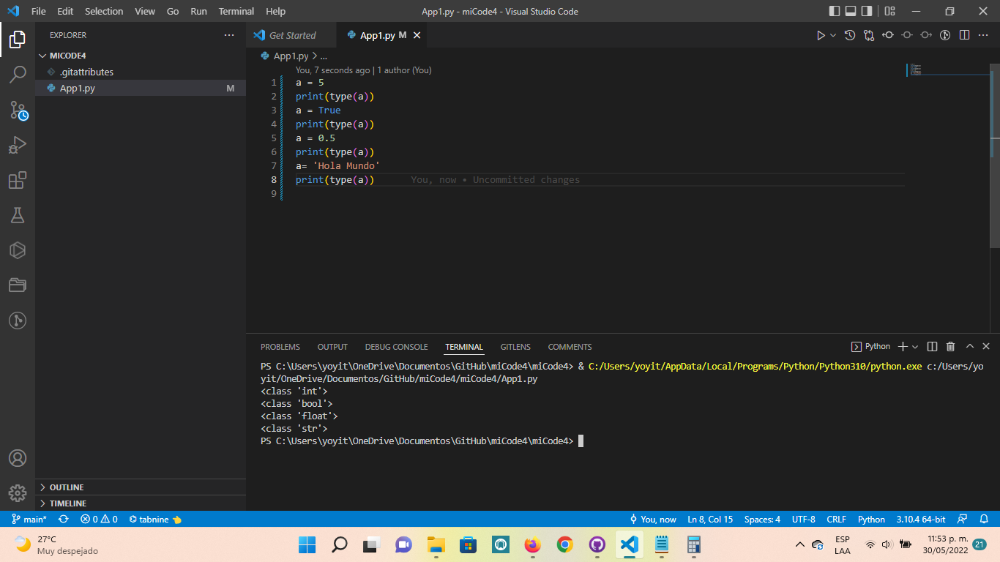 File Edit Selection View Go Run Terminal Help App1.py - miCode4 - Visual Studio Code
EXPLORER
MICODE4
.gitattributes
App1.py M
Get Started App1.py M
App1.py > ...
You, 7 seconds ago | 1 author (You)
1 a = 5
2 print(type(a))
3 a = True
4 print(type(a))
5 a = 0.5
6 print(type(a))
7 a= 'Hola Mundo'
8 print(type(a)) You, now • Uncommitted changes
9
PROBLEMS OUTPUT DEBUG CONSOLE TERMINAL GITLENS COMMENTS Python
PS C:\Users\yoyit\OneDrive\Documentos\GitHub\miCode4\miCode4> & C:/Users/yoyit/AppData/Local/Programs/Python/Python310/python.exe c:/Users/yo
yit/OneDrive/Documentos/GitHub/miCode4/miCode4/App1.py
<class 'int'>
<class 'bool'>
<class 'float'>
<class 'str'>
PS C:\Users\yoyit\OneDrive\Documentos\GitHub\miCode4\miCode4>
OUTLINE
TIMELINE
main* 0 0 tabnine You, now Ln 8, Col 15 Spaces: 4 UTF-8 CRLF Python 3.10.4 64-bit
27°C
Muy despejado
ESP
LAA
11:53 p. m.
30/05/2022
21